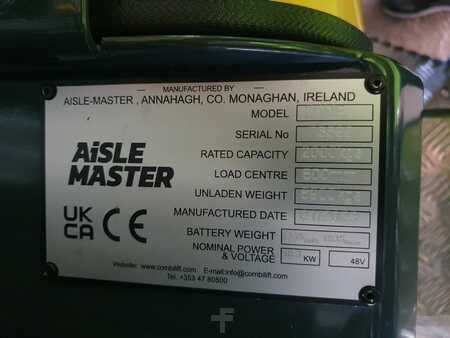 MANUFACTURED BY
AISLE-MASTER , ANNAHAGH, CO. MONAGHAN, IRELAND
MODEL
SERIAL No
RATED CAPACITY
LOAD CENTRE
UNLADEN WEIGHT
MANUFACTURED DATE
BATTERY WEIGHT
NOMINAL POWER & VOLTAGE KW 48V
AiSLE
MASTER
UK
CA CE
Website: www.combilift.com E-mail:info@combilift.com
Tel. +353 47 80500